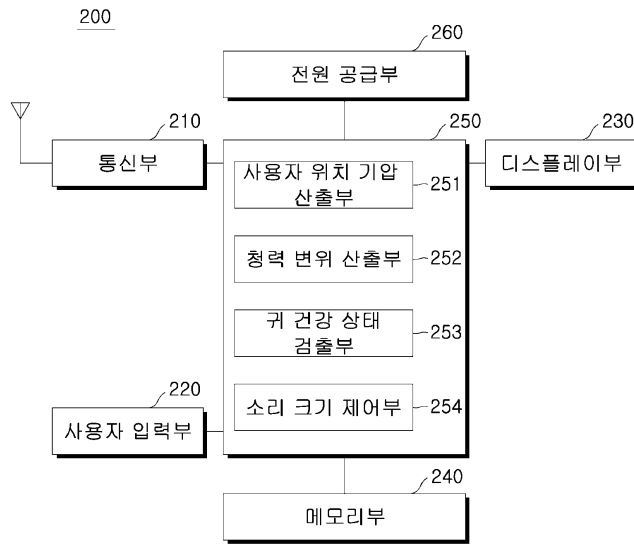 200
260
전원 공급부
210
통신부
250
230
디스플레이부
사용자 위치 기압
산출부
251
청력 변위 산출부
252
귀 건강 상태
검출부
253
소리 크기 제어부
254
220
사용자 입력부
240
메모리부